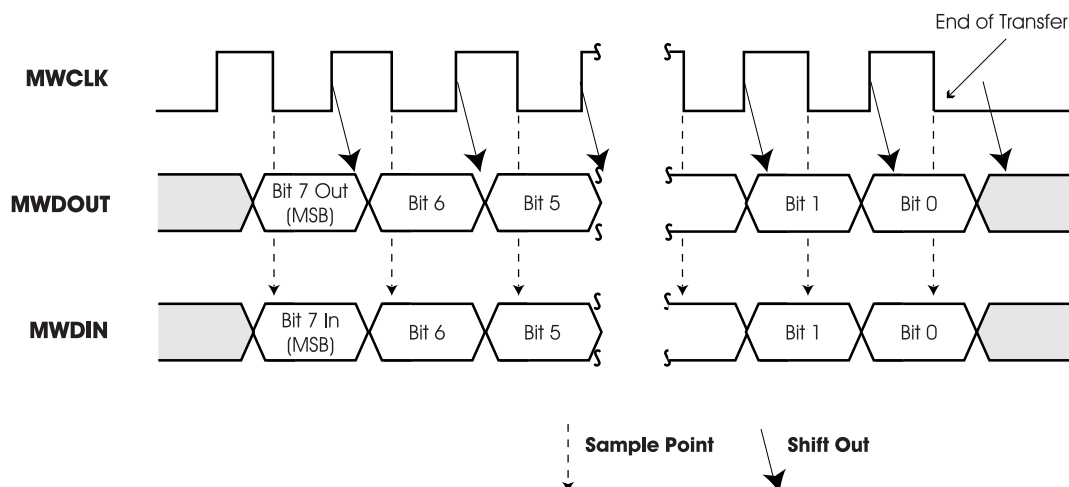 End of Transfer
MWCLK
MWDOUT
Bit 7 Out
(MSB)
Bit 6
Bit 5
Bit 1
Bit 0
MWDIN
Bit 7 In
(MSB)
Bit 6
Bit 5
Bit 1
Bit 0
Sample Point
Shift Out